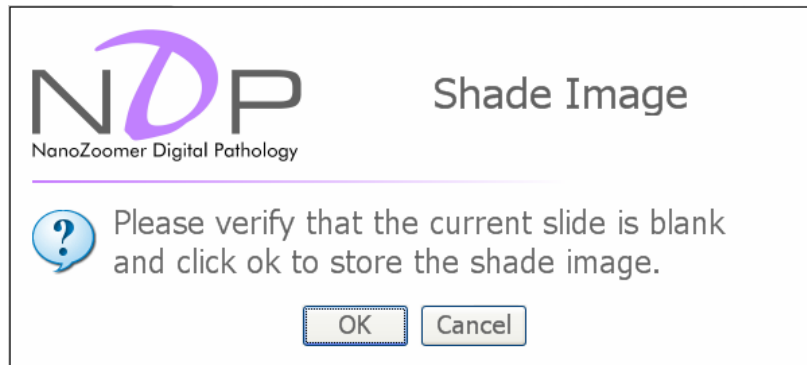 NDP
NanoZoomer Digital Pathology
Shade Image
Please verify that the current slide is blank
and click ok to store the shade image.
OK
Cancel